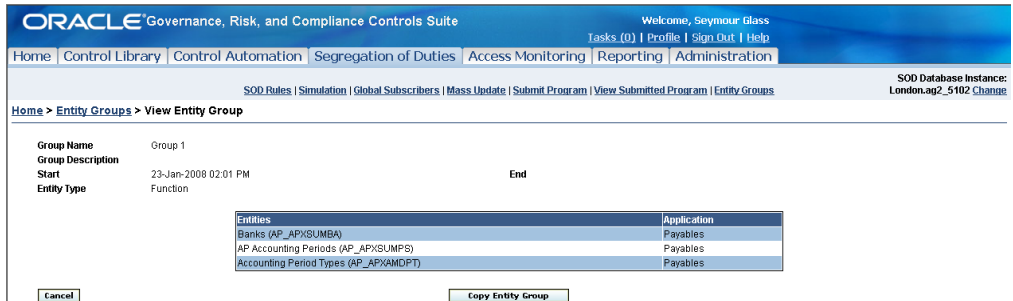 ORACLE Governance, Risk, and Compliance Controls Suite
Welcome, Seymour Glass
Tasks (0) | Profile | Sign Out | Help
Home Control Library Control Automation Segregation of Duties Access Monitoring Reporting Administration
SOD Rules | Simulation | Global Subscribers | Mass Update | Submit Program | View Submitted Program | Entity Groups
SOD Database Instance:
London.ag2_5102 Change
Home > Entity Groups > View Entity Group
Group Name Group 1
Group Description
Start 23-Jan-2008 02:01 PM End
Entity Type Function
Entities Application
Banks (AP_APXSUMBA) Payables
AP Accounting Periods (AP_APXSUMPS) Payables
Accounting Period Types (AP_APXAMDPT) Payables
Cancel Copy Entity Group